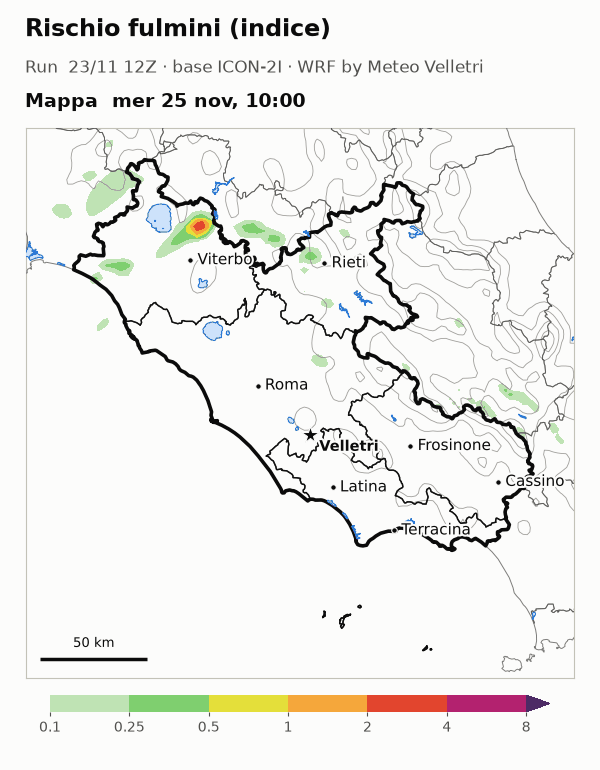 Rischio fulmini (indice)
Run  23/11 12Z · base ICON-2I · WRF by Meteo Velletri
Mappa  mer 25 nov, 10:00
Viterbo
Rieti
Roma
Velletri
Frosinone
Latina
Cassino
Terracina
50 km
0.1 0.25 0.5 1 2 4 8